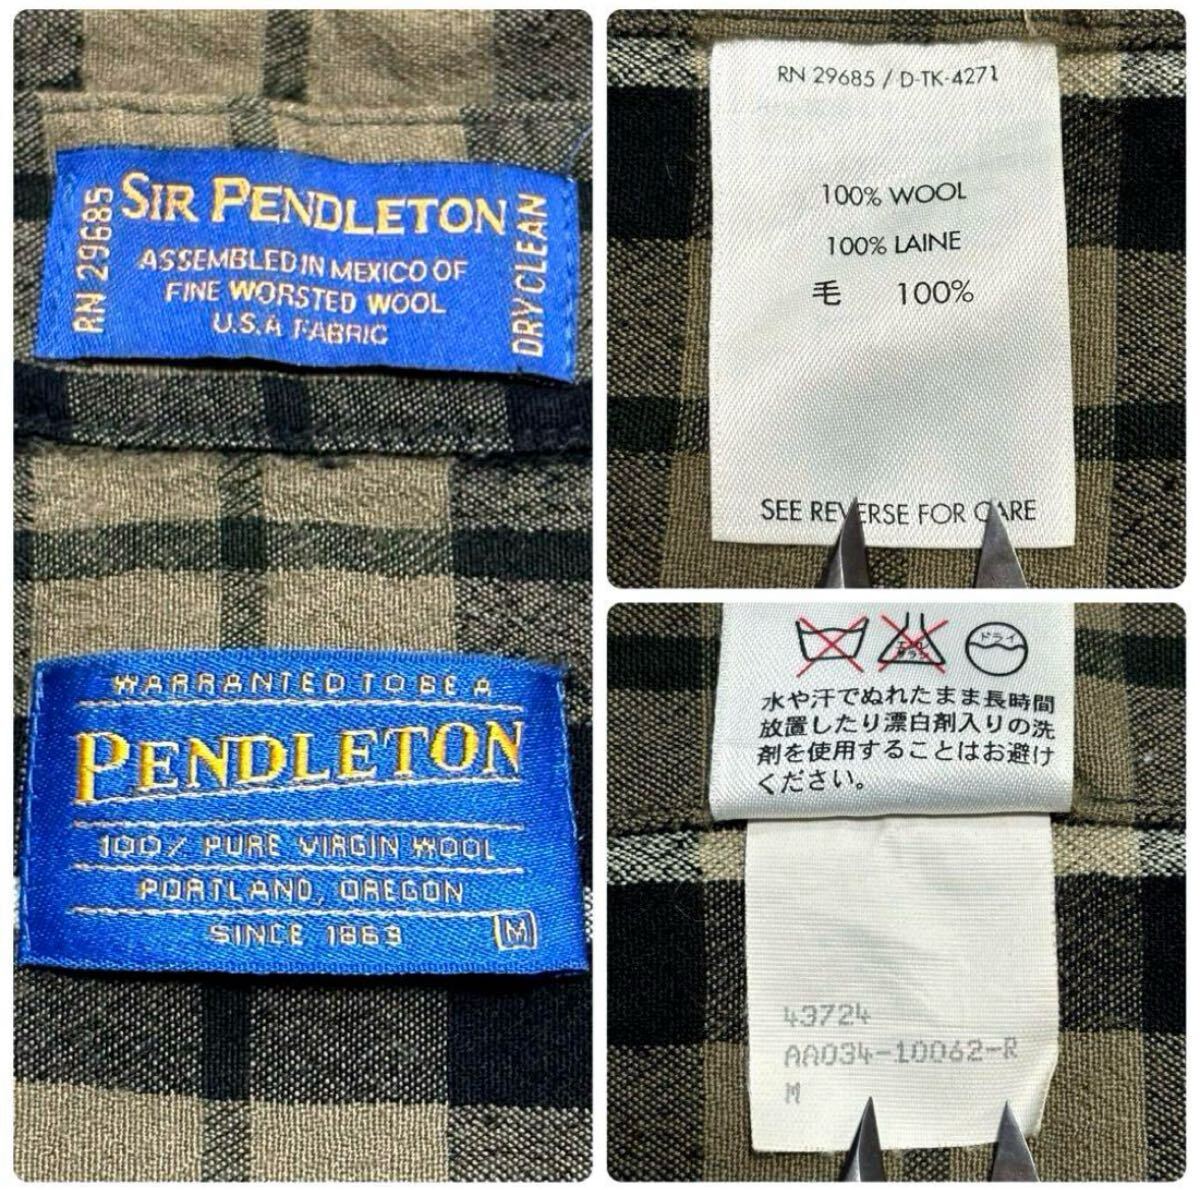 SIR PENDLETON
RN 29685
ASSEMBLED IN MEXICO OF
FINE WORSTED WOOL
U.S.A FABRIC
DRY CLEAN
WARRANTED TO BE A
PENDLETON
100% PURE VIRGIN WOOL
PORTLAND, OREGON
SINCE 1863
M
RN 29685 / D-TK-4271
100% WOOL
100% LAINE
毛 100%
SEE REVERSE FOR CARE
ドライ
水や汗でぬれたまま長時間
放置したり漂白剤入りの洗
剤を使用することはお避け
ください。
43724
AA034-10062-R
M